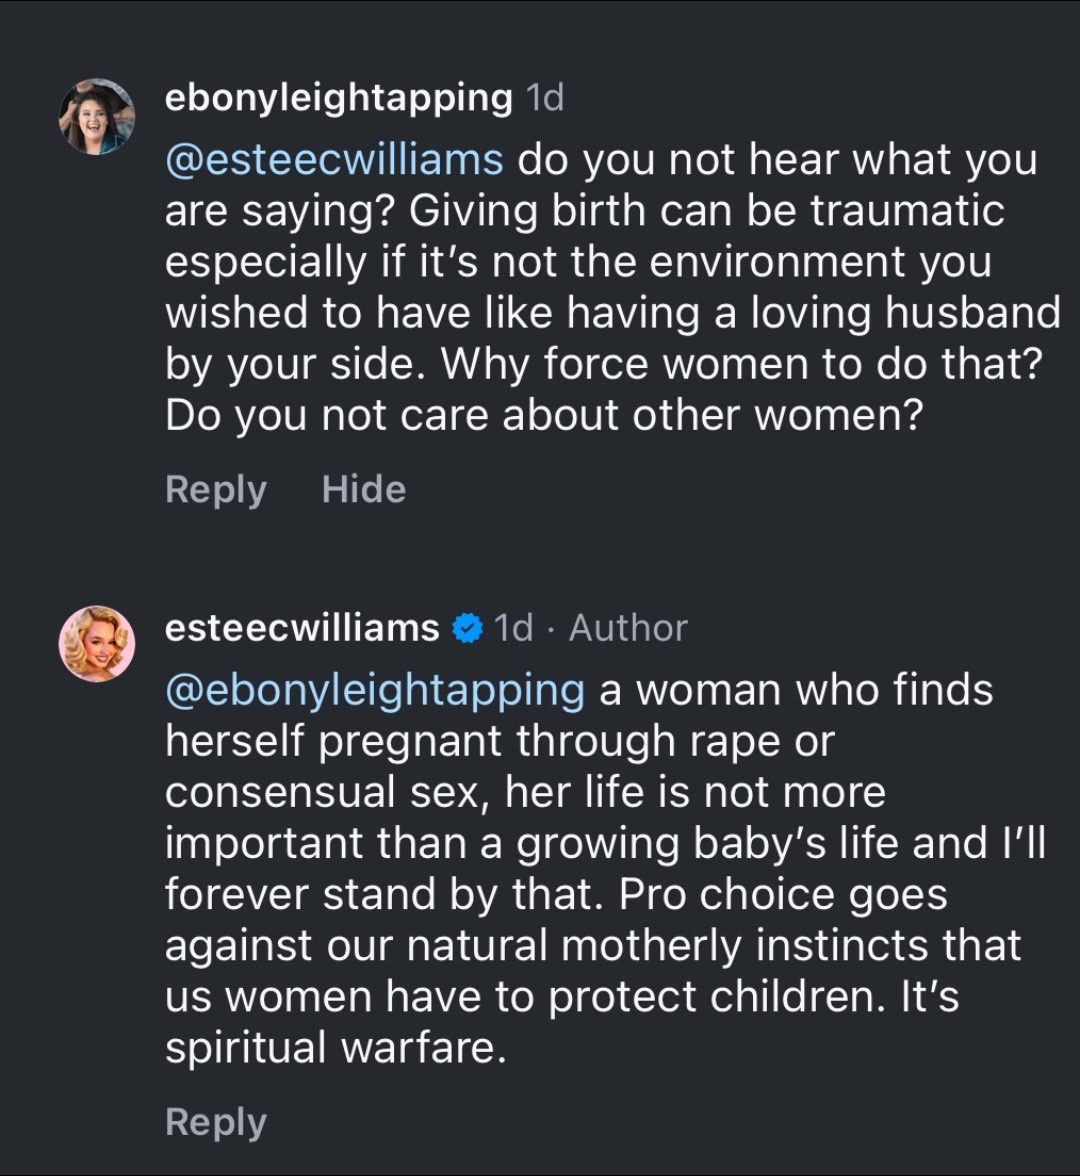 ebonyleightapping 1d
@esteecwilliams do you not hear what you
are saying? Giving birth can be traumatic
especially if it’s not the environment you
wished to have like having a loving husband
by your side. Why force women to do that?
Do you not care about other women?
Reply Hide
esteecwilliams 1d · Author
@ebonyleightapping a woman who finds
herself pregnant through rape or
consensual sex, her life is not more
important than a growing baby’s life and I’ll
forever stand by that. Pro choice goes
against our natural motherly instincts that
us women have to protect children. It’s
spiritual warfare.
Reply